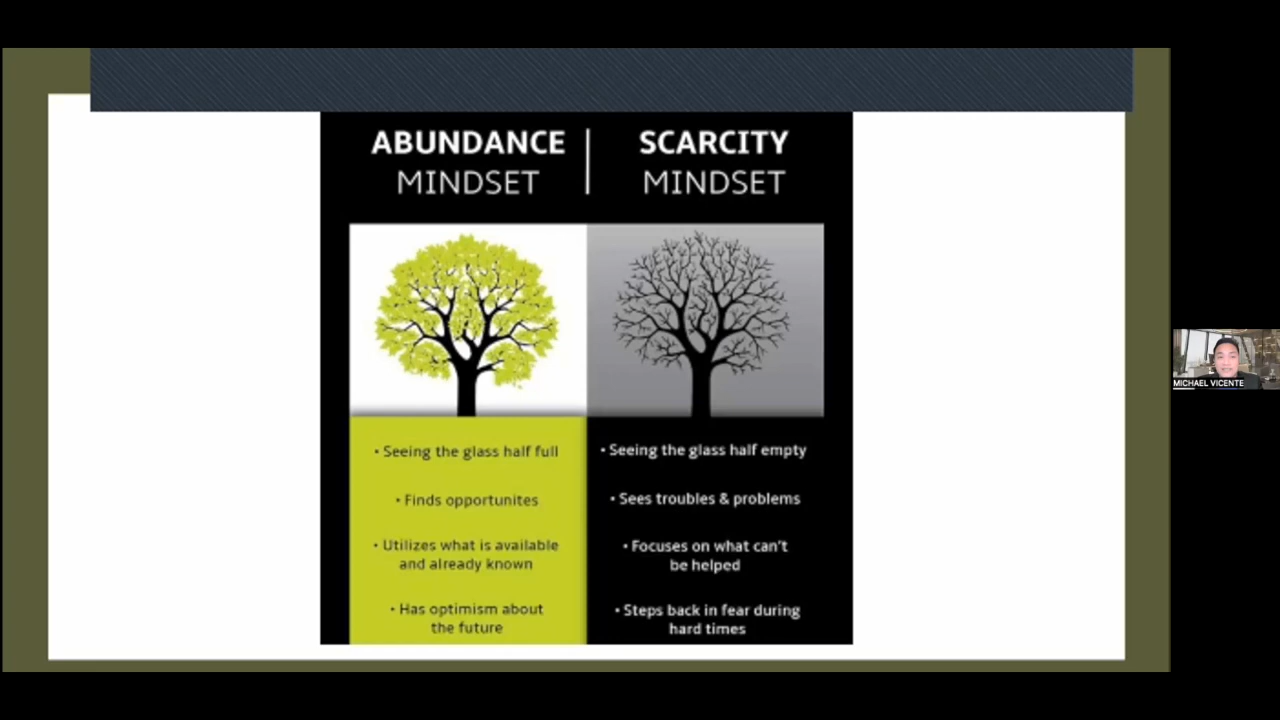 ABUNDANCE
MINDSET
SCARCITY
MINDSET
• Seeing the glass half full
• Finds opportunites
• Utilizes what is available
and already known
• Has optimism about
the future
• Seeing the glass half empty
• Sees troubles & problems
• Focuses on what can't
be helped
• Steps back in fear during
hard times
MICHAEL VICENTE